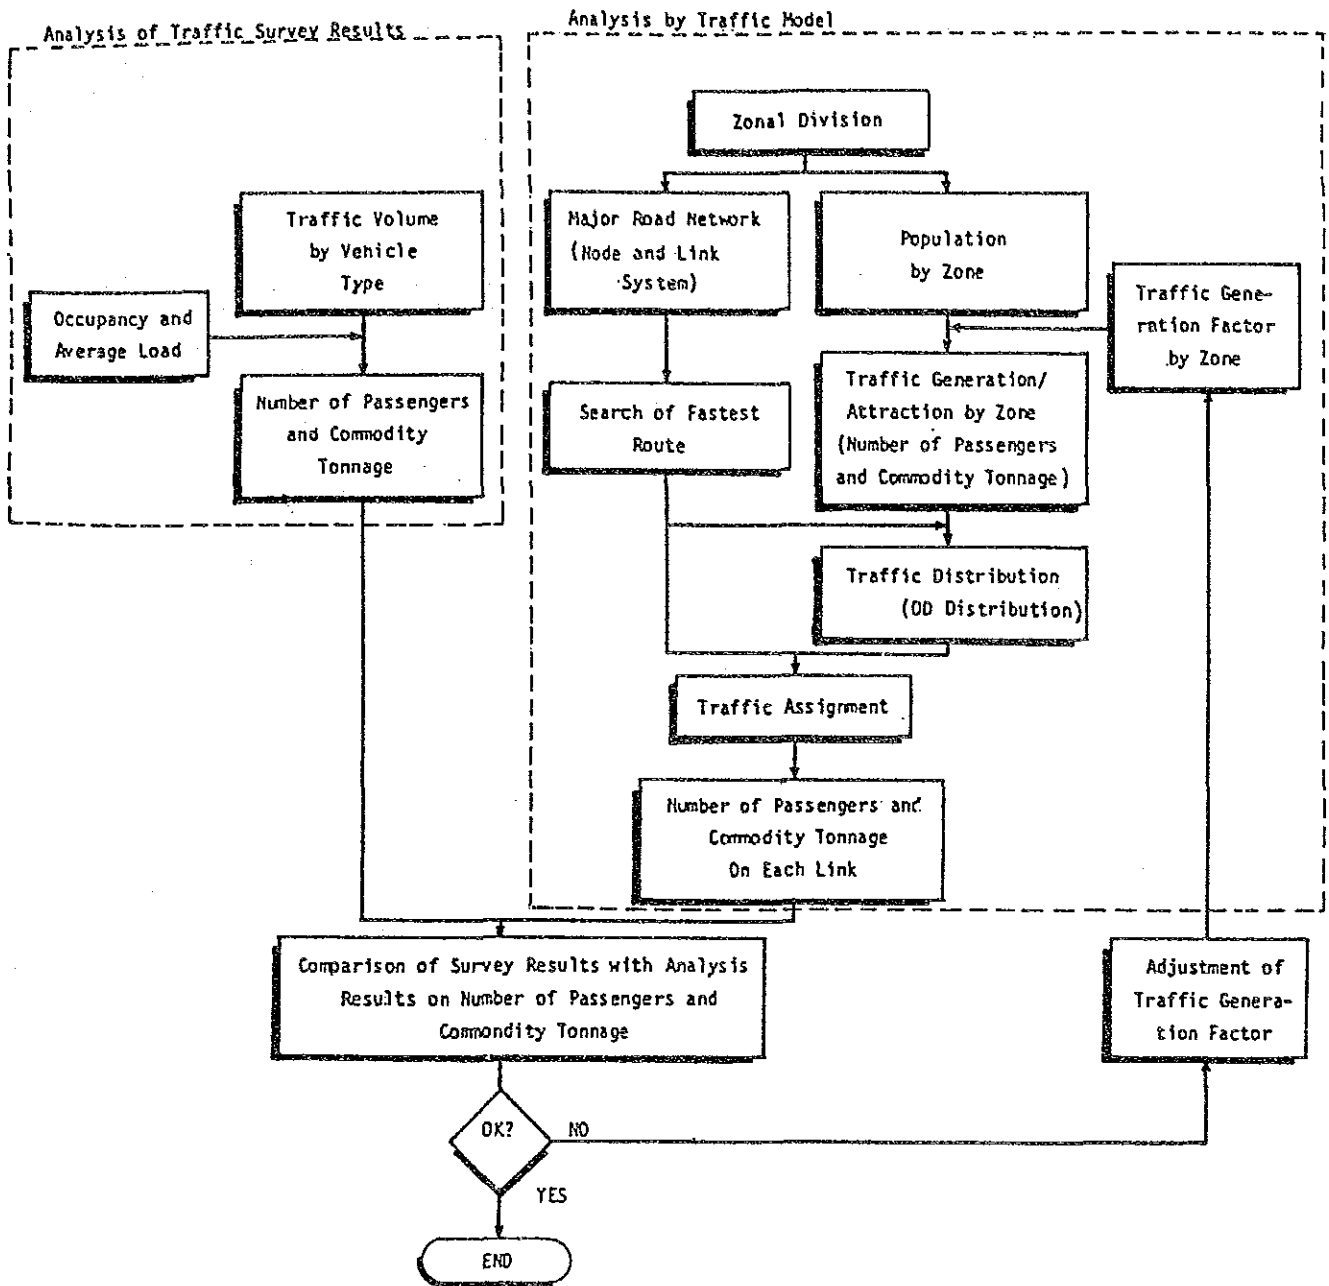 Analysis of Traffic Survey Results
Analysis by Traffic Model
Zonal Division
Traffic Volume
by Vehicle
Type
Occupancy and
Average Load
Number of Passengers
and Commodity
Tonnage
Major Road Network
(Node and Link
System)
Population
by Zone
Traffic Gene-
ration Factor
by Zone
Search of Fastest
Route
Traffic Generation/
Attraction by Zone
(Number of Passengers
and Commodity Tonnage)
Traffic Distribution
(OD Distribution)
Traffic Assignment
Number of Passengers and
Commodity Tonnage
On Each Link
Comparison of Survey Results with Analysis
Results on Number of Passengers and
Commondity Tonnage
Adjustment of
Traffic Genera-
tion Factor
OK?
NO
YES
END